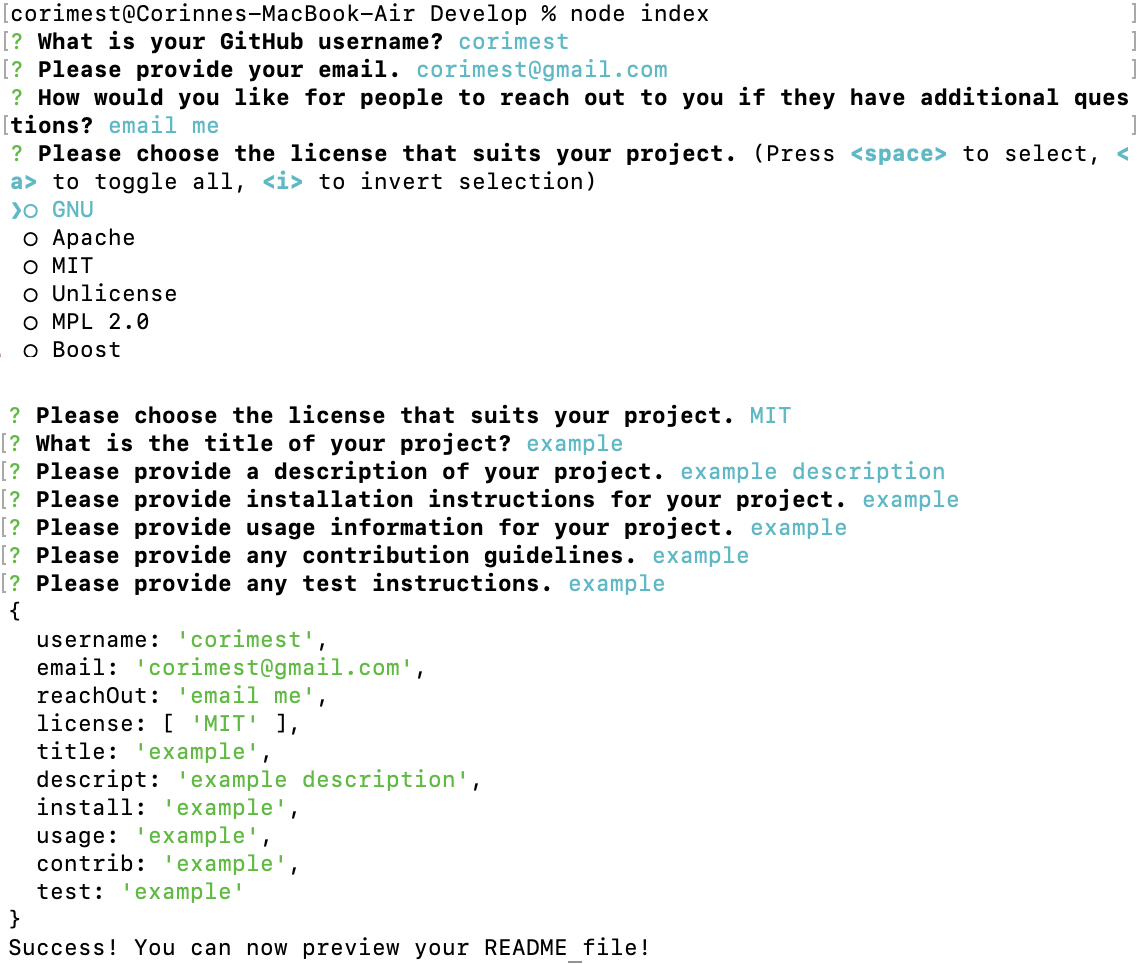 [corimest@Corinnes-MacBook-Air Develop % node index ]
[? What is your GitHub username? corimest ]
[? Please provide your email. corimest@gmail.com ]
? How would you like for people to reach out to you if they have additional ques
[tions? email me ]
? Please choose the license that suits your project. (Press <space> to select, <
a> to toggle all, <i> to invert selection)
❯◯ GNU
◯ Apache
◯ MIT
◯ Unlicense
◯ MPL 2.0
◯ Boost
? Please choose the license that suits your project. MIT
[? What is the title of your project? example
[? Please provide a description of your project. example description
[? Please provide installation instructions for your project. example
[? Please provide usage information for your project. example
[? Please provide any contribution guidelines. example
[? Please provide any test instructions. example
{
username: 'corimest',
email: 'corimest@gmail.com',
reachOut: 'email me',
license: [ 'MIT' ],
title: 'example',
descript: 'example description',
install: 'example',
usage: 'example',
contrib: 'example',
test: 'example'
}
Success! You can now preview your README file!